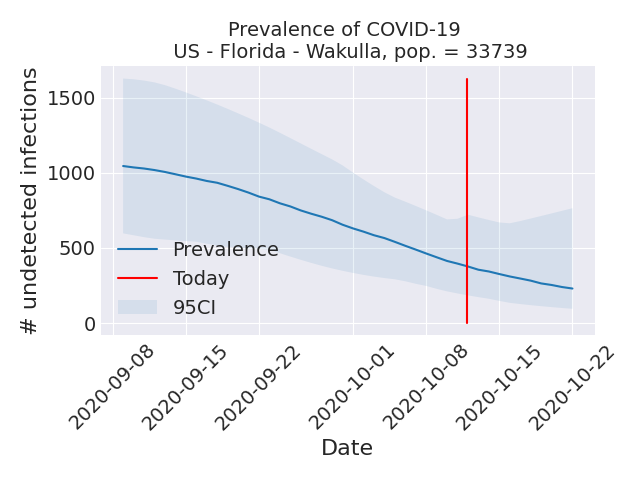 Prevalence of COVID-19
US - Florida - Wakulla, pop. = 33739
# undetected infections
1500
1000
500
0
Prevalence
Today
95CI
2020-09-08
2020-09-15
2020-09-22
2020-10-01
2020-10-08
2020-10-15
2020-10-22
Date